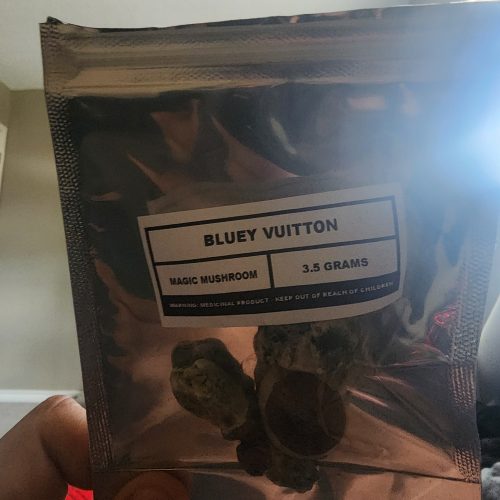 BLUEY VUITTON
MAGIC MUSHROOM
3.5 GRAMS
WARNING: MEDICINAL PRODUCT - KEEP OUT OF REACH OF CHILDREN